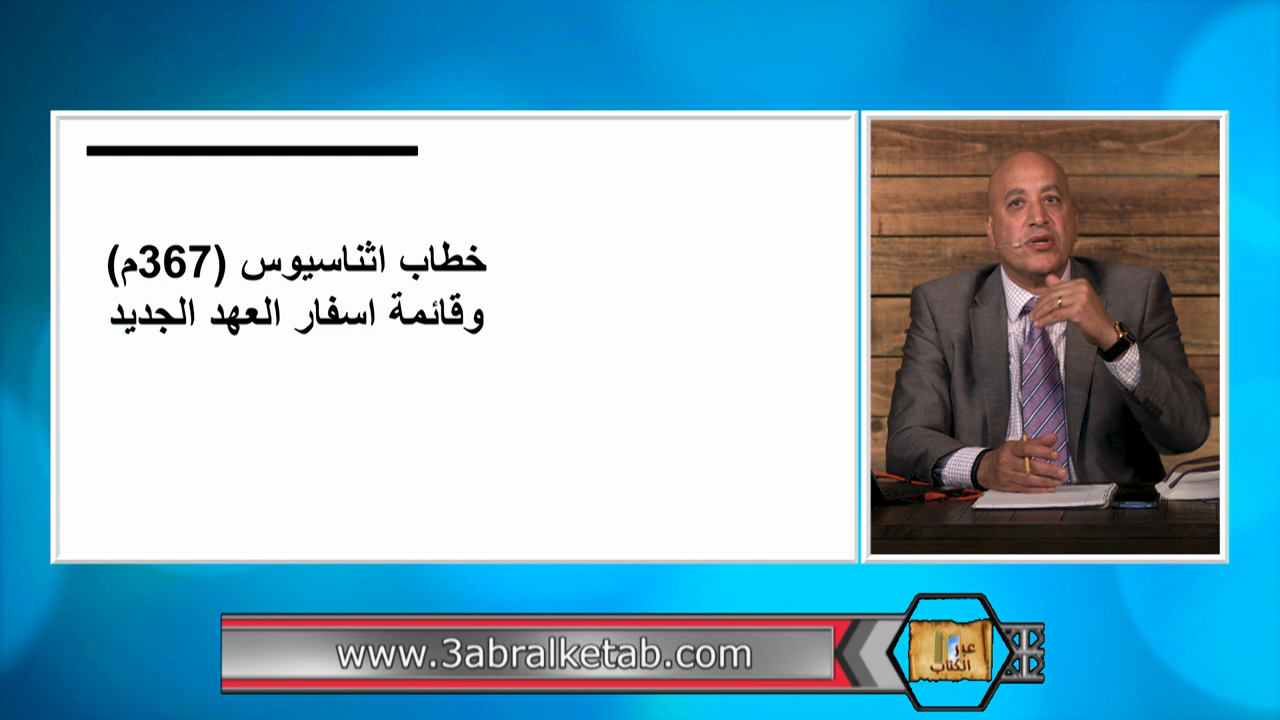 خطاب اثناسيوس (367م)
وقائمة اسفار العهد الجديد
www.3abralketab.com
عبر
الكتاب